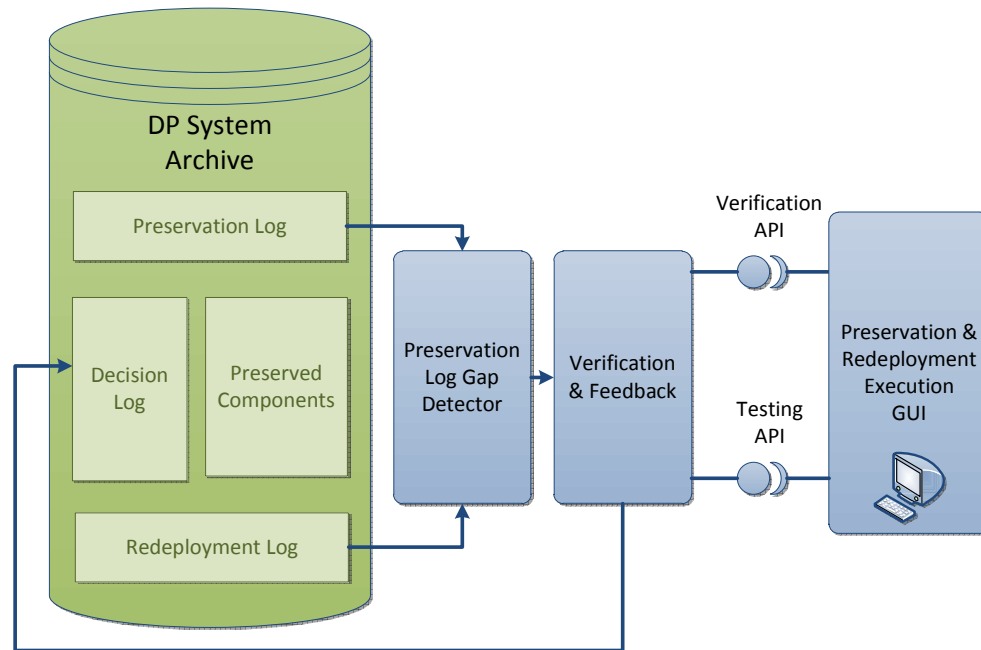 DP System
Archive
Preservation Log
Decision
Log
Preserved
Components
Redeployment Log
Preservation
Log Gap
Detector
Verification
& Feedback
Verification
API
Testing
API
Preservation &
Redeployment
Execution
GUI